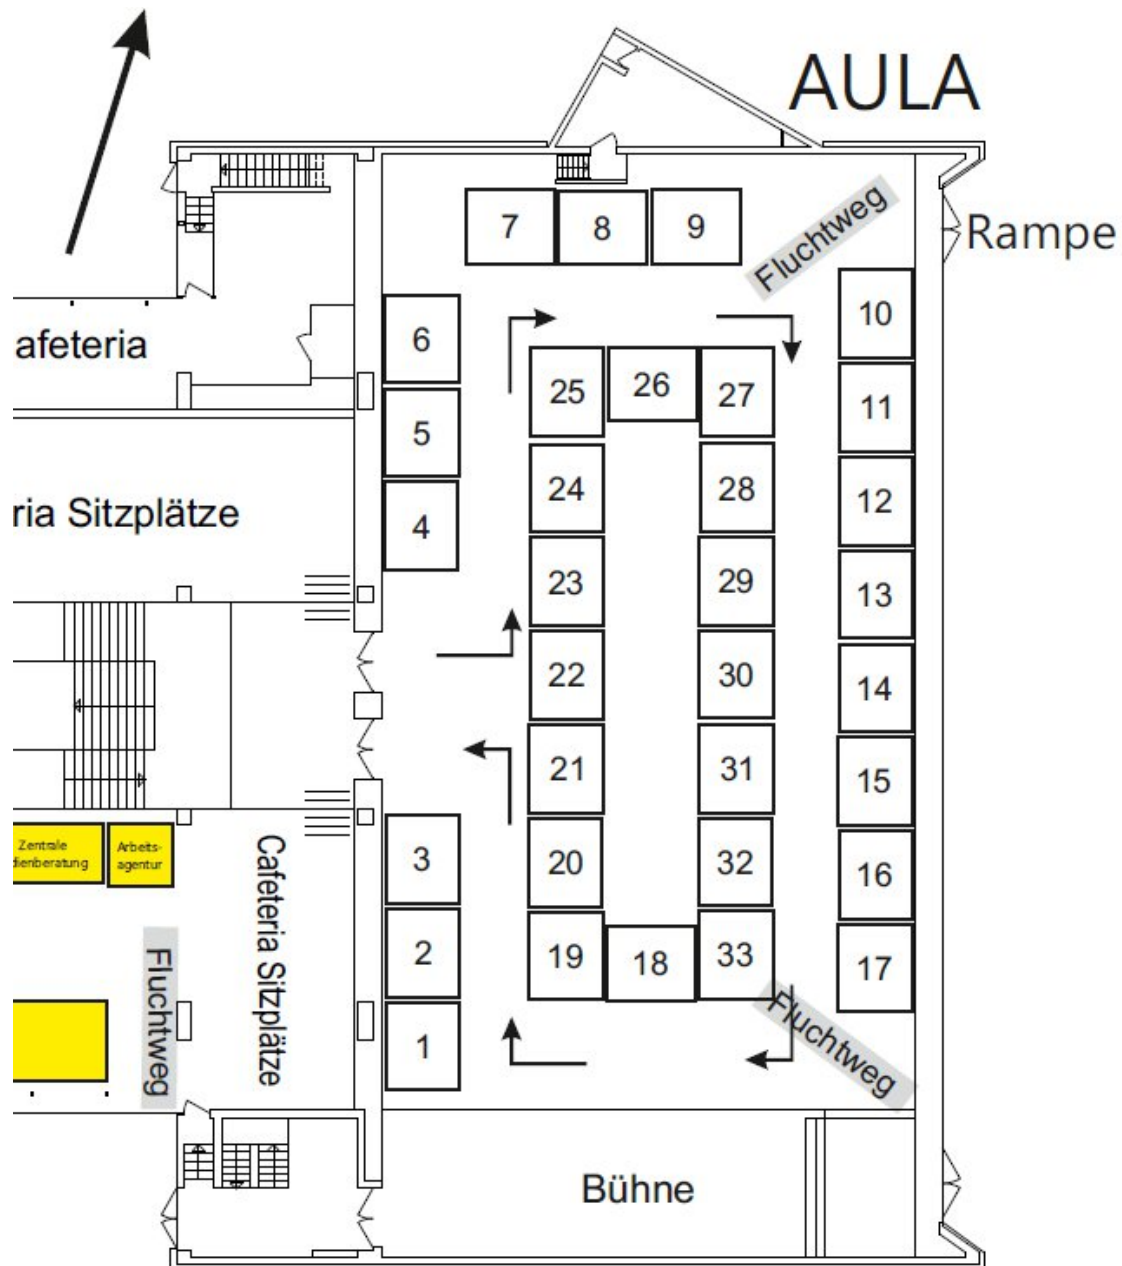 AULA
7
8
9
Fluchtweg
Rampe
10
6
afeteria
25
26
27
11
5
24
28
12
ria Sitzplätze
4
23
29
13
22
30
14
21
31
15
Zentrale
dienberatung
Arbeits-
agentur
3
20
32
16
Cafeteria Sitzplätze
2
19
18
33
17
Fluchtweg
1
Fluchtweg
Bühne